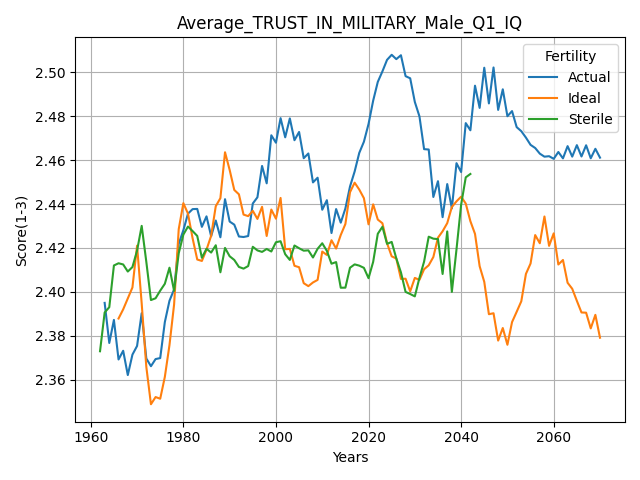 Average_TRUST_IN_MILITARY_Male_Q1_IQ
Fertility
Actual
Ideal
Sterile
Score(1-3)
2.50
2.48
2.46
2.44
2.42
2.40
2.38
2.36
1960
1980
2000
2020
2040
2060
Years